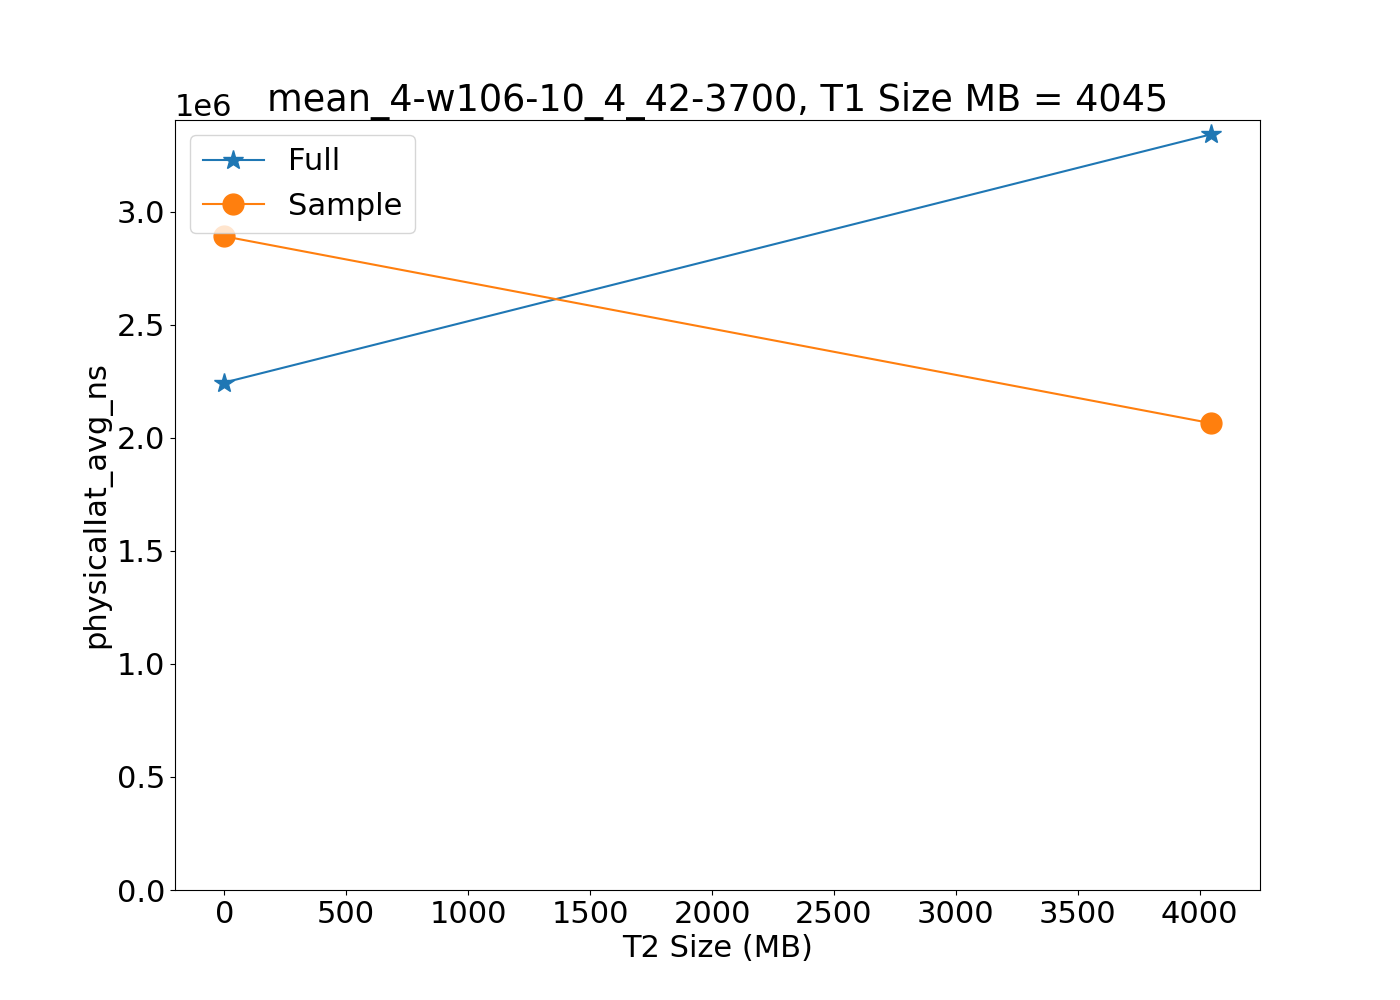 mean_4-w106-10_4_42-3700, T1 Size MB = 4045
1e6
Full
Sample
3.0
2.5
2.0
1.5
1.0
0.5
0.0
physicallat_avg_ns
0 500 1000 1500 2000 2500 3000 3500 4000
T2 Size (MB)